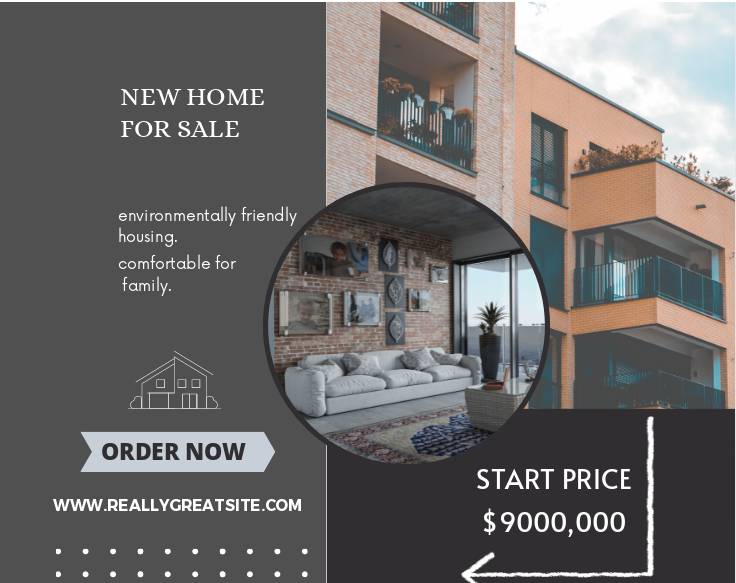 NEW HOME
FOR SALE
environmentally friendly
housing.
comfortable for
family.
ORDER NOW
WWW.REALLYGREATSITE.COM
START PRICE
$9000,000